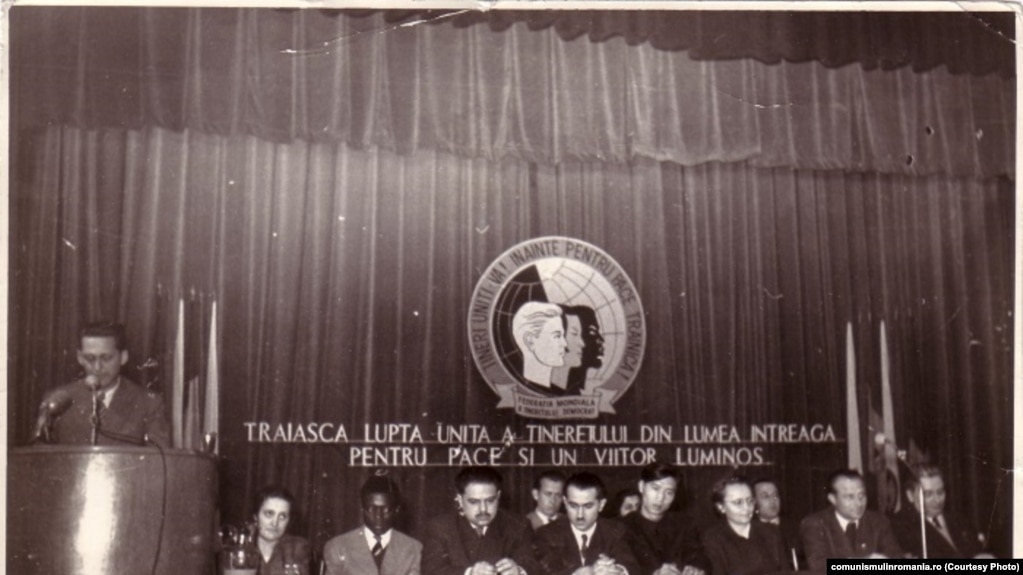 TINERI UNITI-VA! INAINTE PENTRU PACE TRAINICA!
FEDERATIA MONDIALA
A TINERETULUI DEMOCRAT
TRAIASCA LUPTA UNITA A TINERETULUI DIN LUMEA INTREAGA
PENTRU PACE SI UN VIITOR LUMINOS
comunismulinromania.ro (Courtesy Photo)